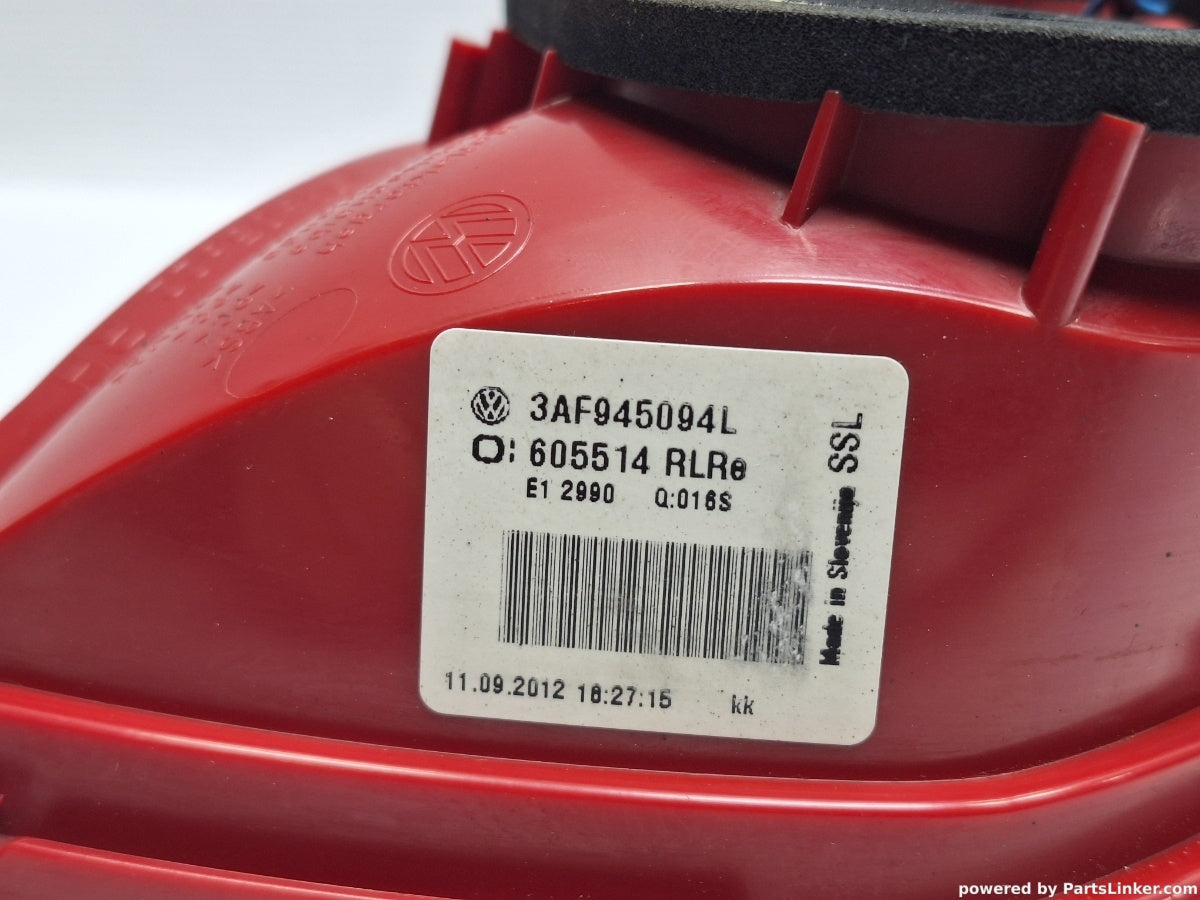 3AF945094L
O: 605514 RLRe
E1 2990 Q:016S
Made in Slovenija SSL
11.09.2012 16:27:15 kk
powered by PartsLinker.com